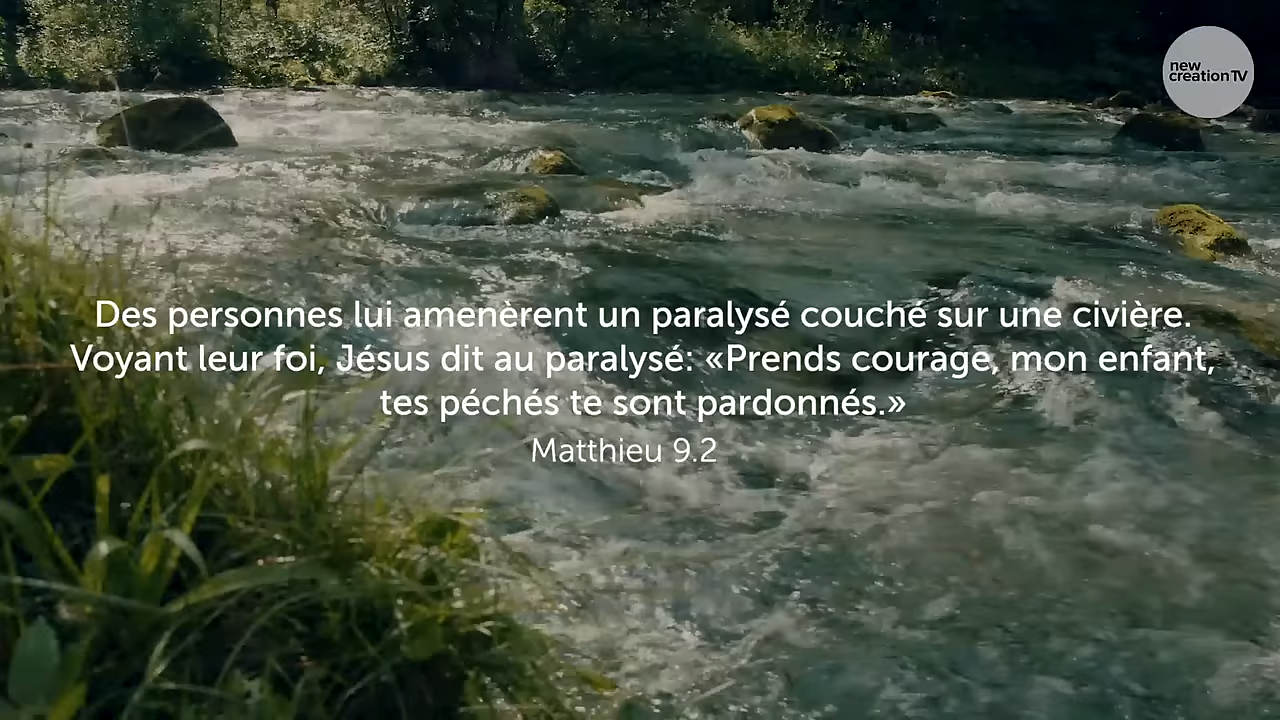 new
creation TV
Des personnes lui amenèrent un paralysé couché sur une civière.
Voyant leur foi, Jésus dit au paralysé: «Prends courage, mon enfant,
tes péchés te sont pardonnés.»
Matthieu 9.2